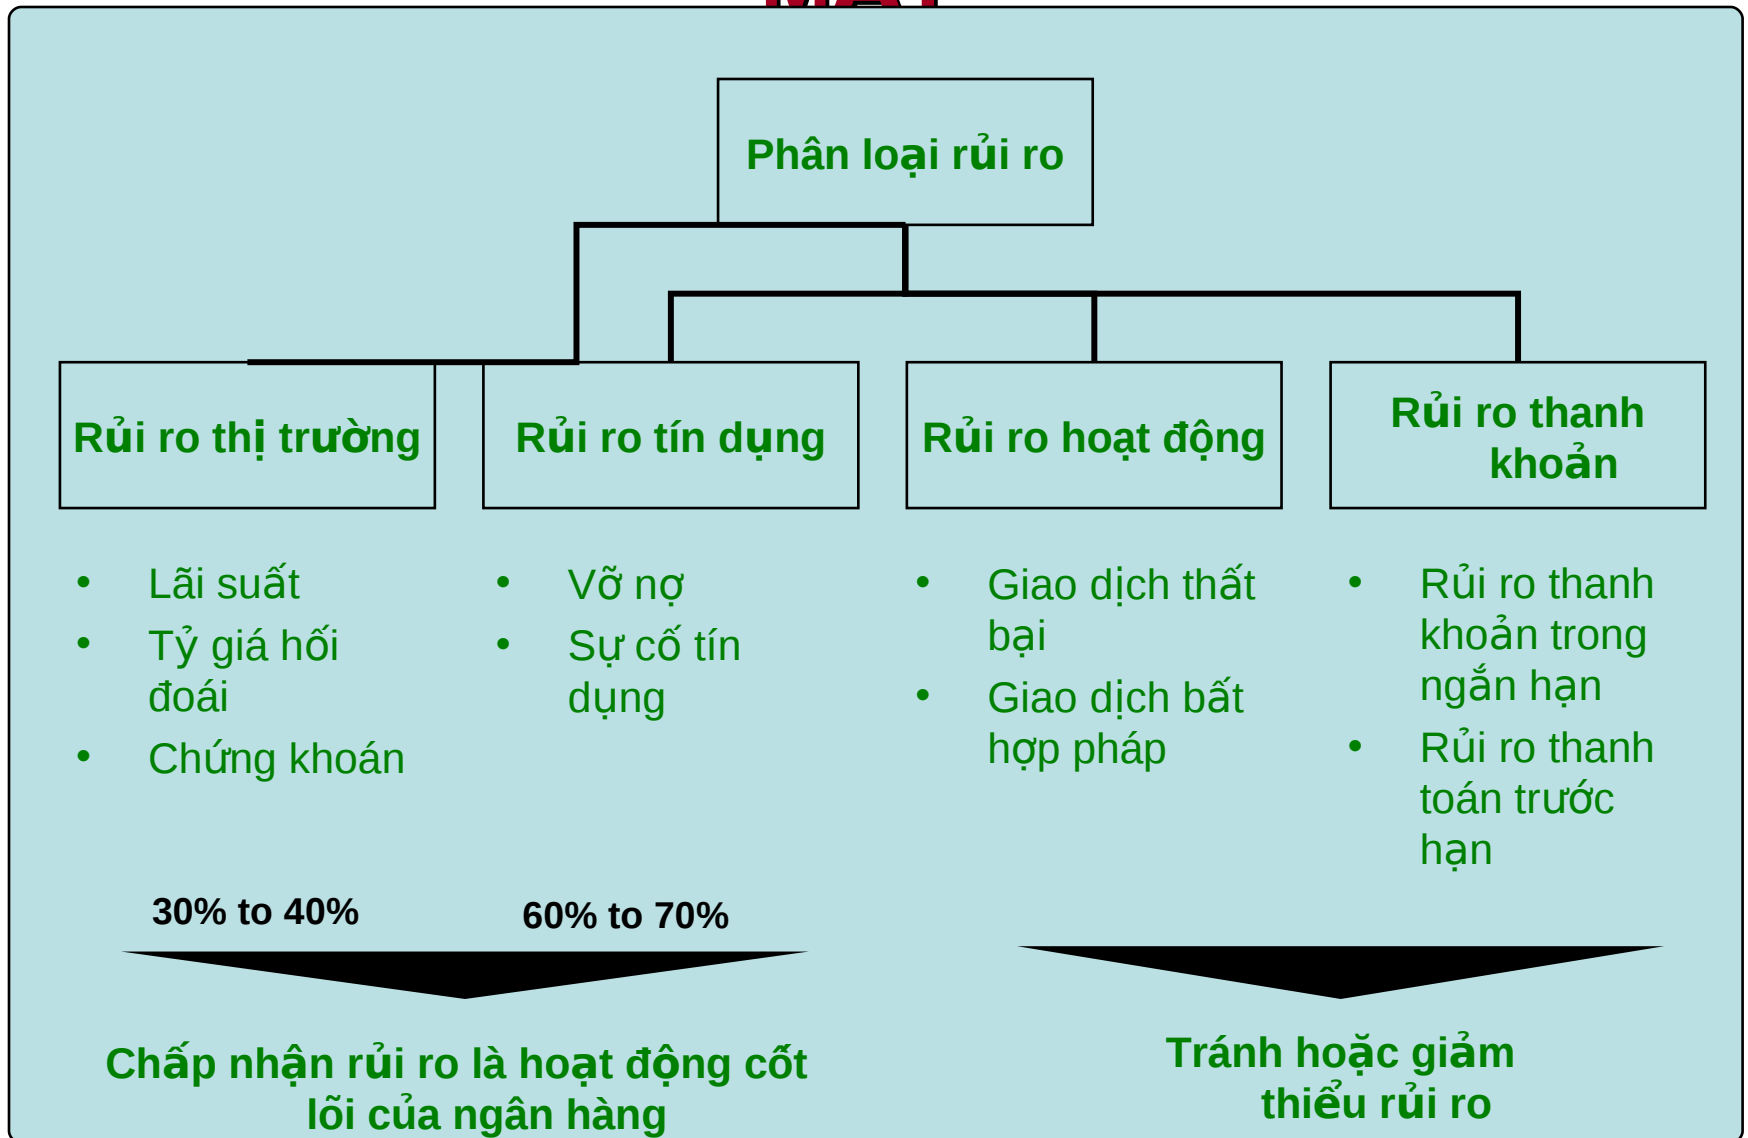 Phân loại rủi ro
Rủi ro thị trường
Rủi ro tín dụng
Rủi ro hoạt động
Rủi ro thanh
khoản
• Lãi suất
• Tỷ giá hối
đoái
• Chứng khoán
• Vỡ nợ
• Sự cố tín
dụng
• Giao dịch thất
bại
• Giao dịch bất
hợp pháp
• Rủi ro thanh
khoản trong
ngắn hạn
• Rủi ro thanh
toán trước
hạn
30% to 40%
60% to 70%
Chấp nhận rủi ro là hoạt động cốt
lõi của ngân hàng
Tránh hoặc giảm
thiểu rủi ro